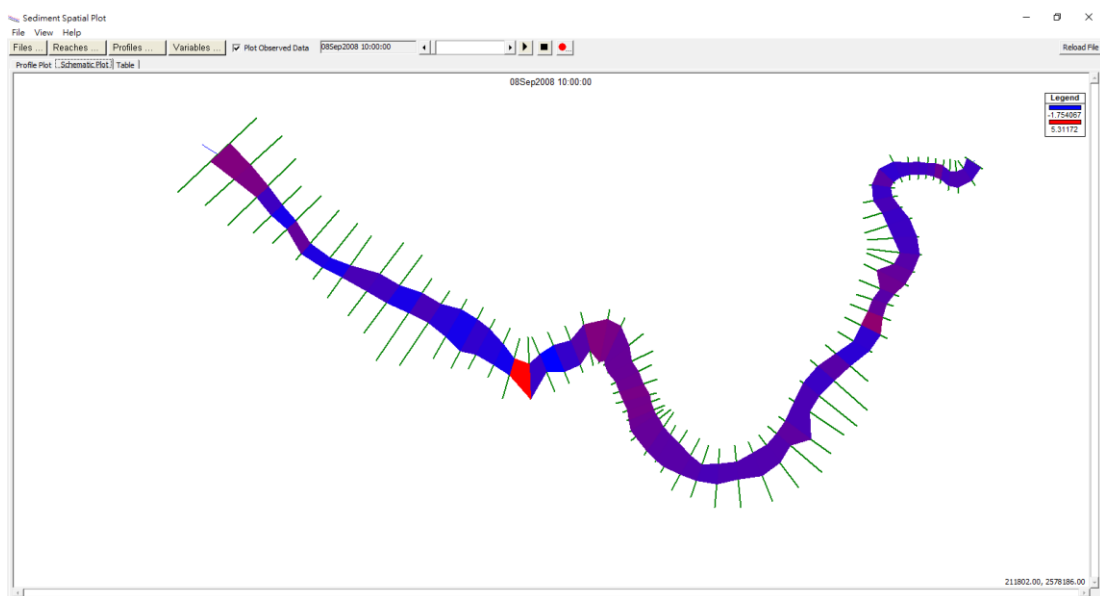 Sediment Spatial Plot
File View Help
Files ... Reaches ... Profiles ... Variables ... Plot Observed Data 08Sep2008 10:00:00 Reload File
Profile Plot Schematic Plot Table
08Sep2008 10:00:00
Legend
-1.754067
5.31172
211802.00, 2578186.00